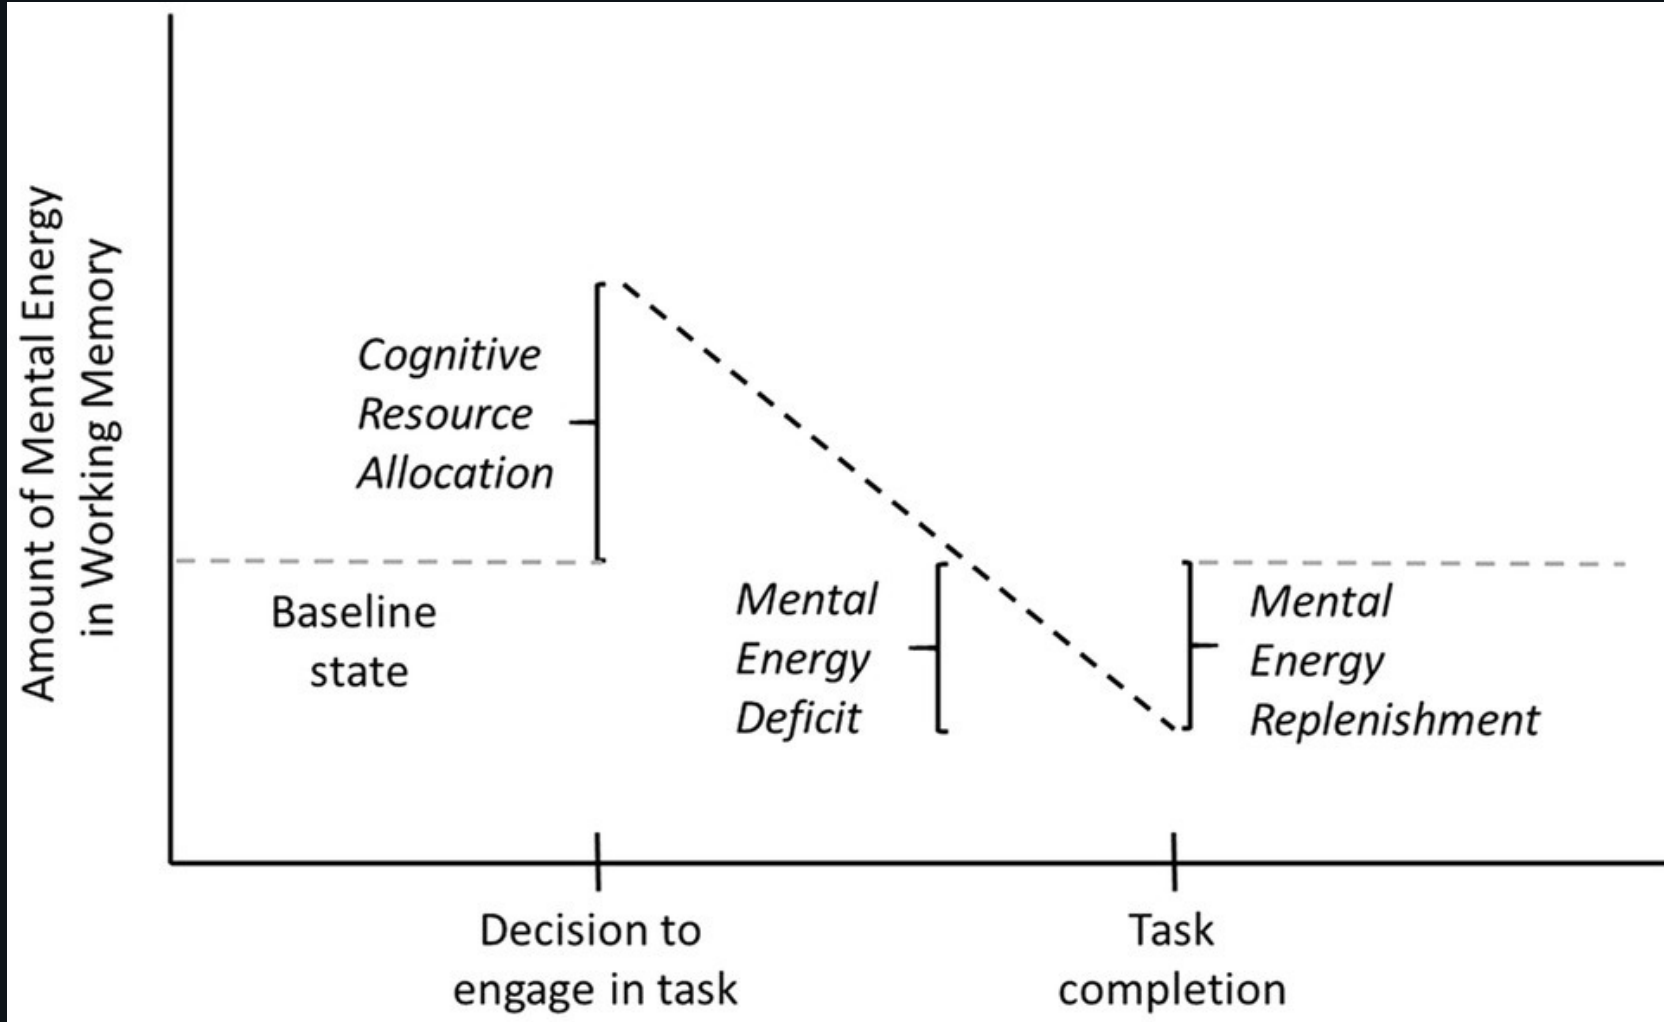 Amount of Mental Energy
in Working Memory
Cognitive
Resource
Allocation
Baseline
state
Mental
Energy
Deficit
Mental
Energy
Replenishment
Decision to
engage in task
Task
completion